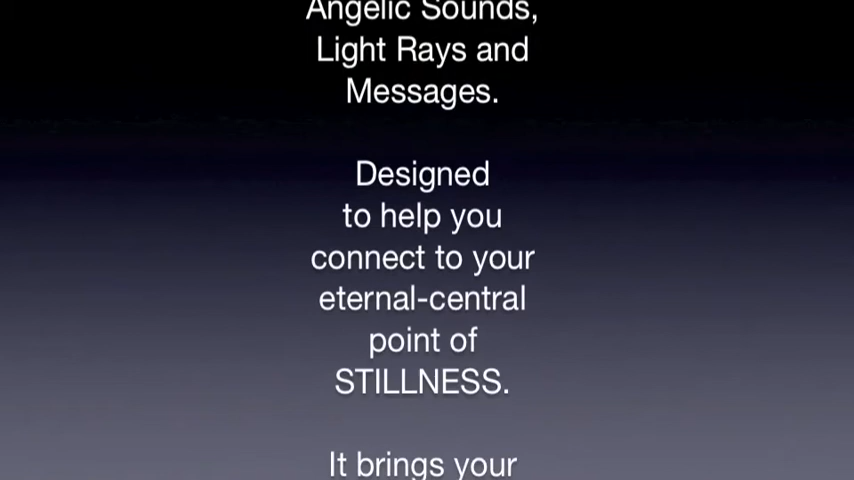 Angelic Sounds,
Light Rays and
Messages.
Designed
to help you
connect to your
eternal-central
point of
STILLNESS.
It brings your